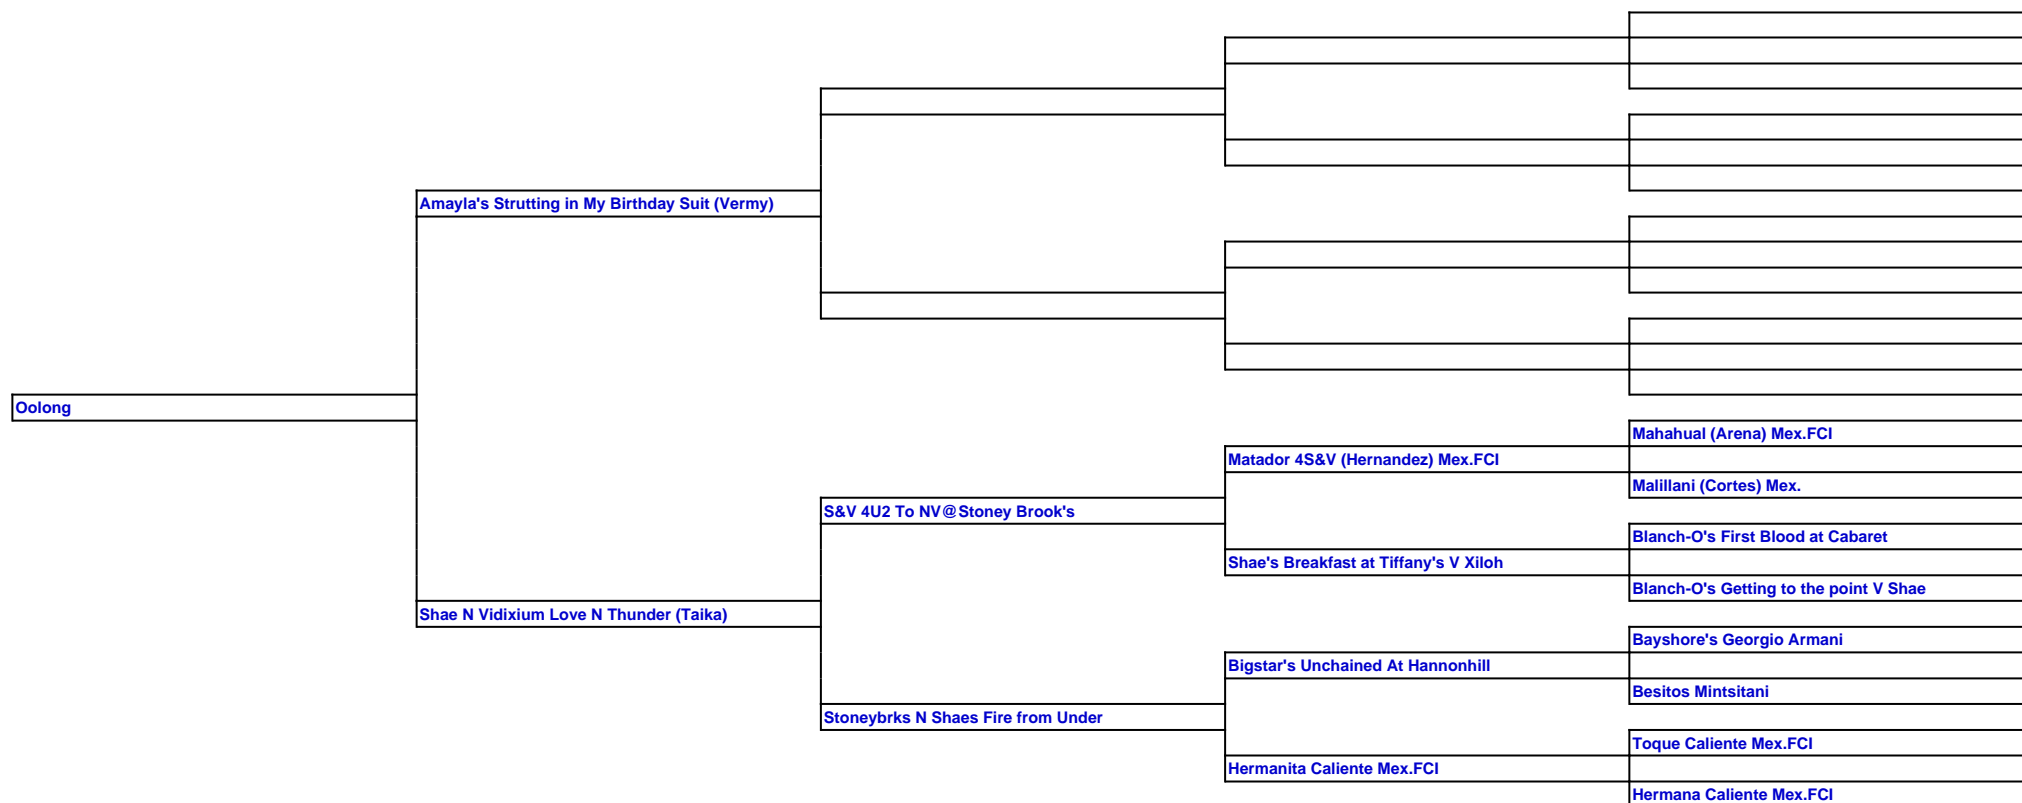 Amayla's Strutting in My Birthday Suit (Vermy)
Oolong
Mahahual (Arena) Mex.FCI
Matador 4S&V (Hernandez) Mex.FCI
Malillani (Cortes) Mex.
S&V 4U2 To NV@Stoney Brook's
Blanch-O's First Blood at Cabaret
Shae's Breakfast at Tiffany's V Xiloh
Blanch-O's Getting to the point V Shae
Shae N Vidixium Love N Thunder (Taika)
Bayshore's Georgio Armani
Bigstar's Unchained At Hannonhill
Besitos Mintsitani
Stoneybrks N Shaes Fire from Under
Toque Caliente Mex.FCI
Hermanita Caliente Mex.FCI
Hermana Caliente Mex.FCI